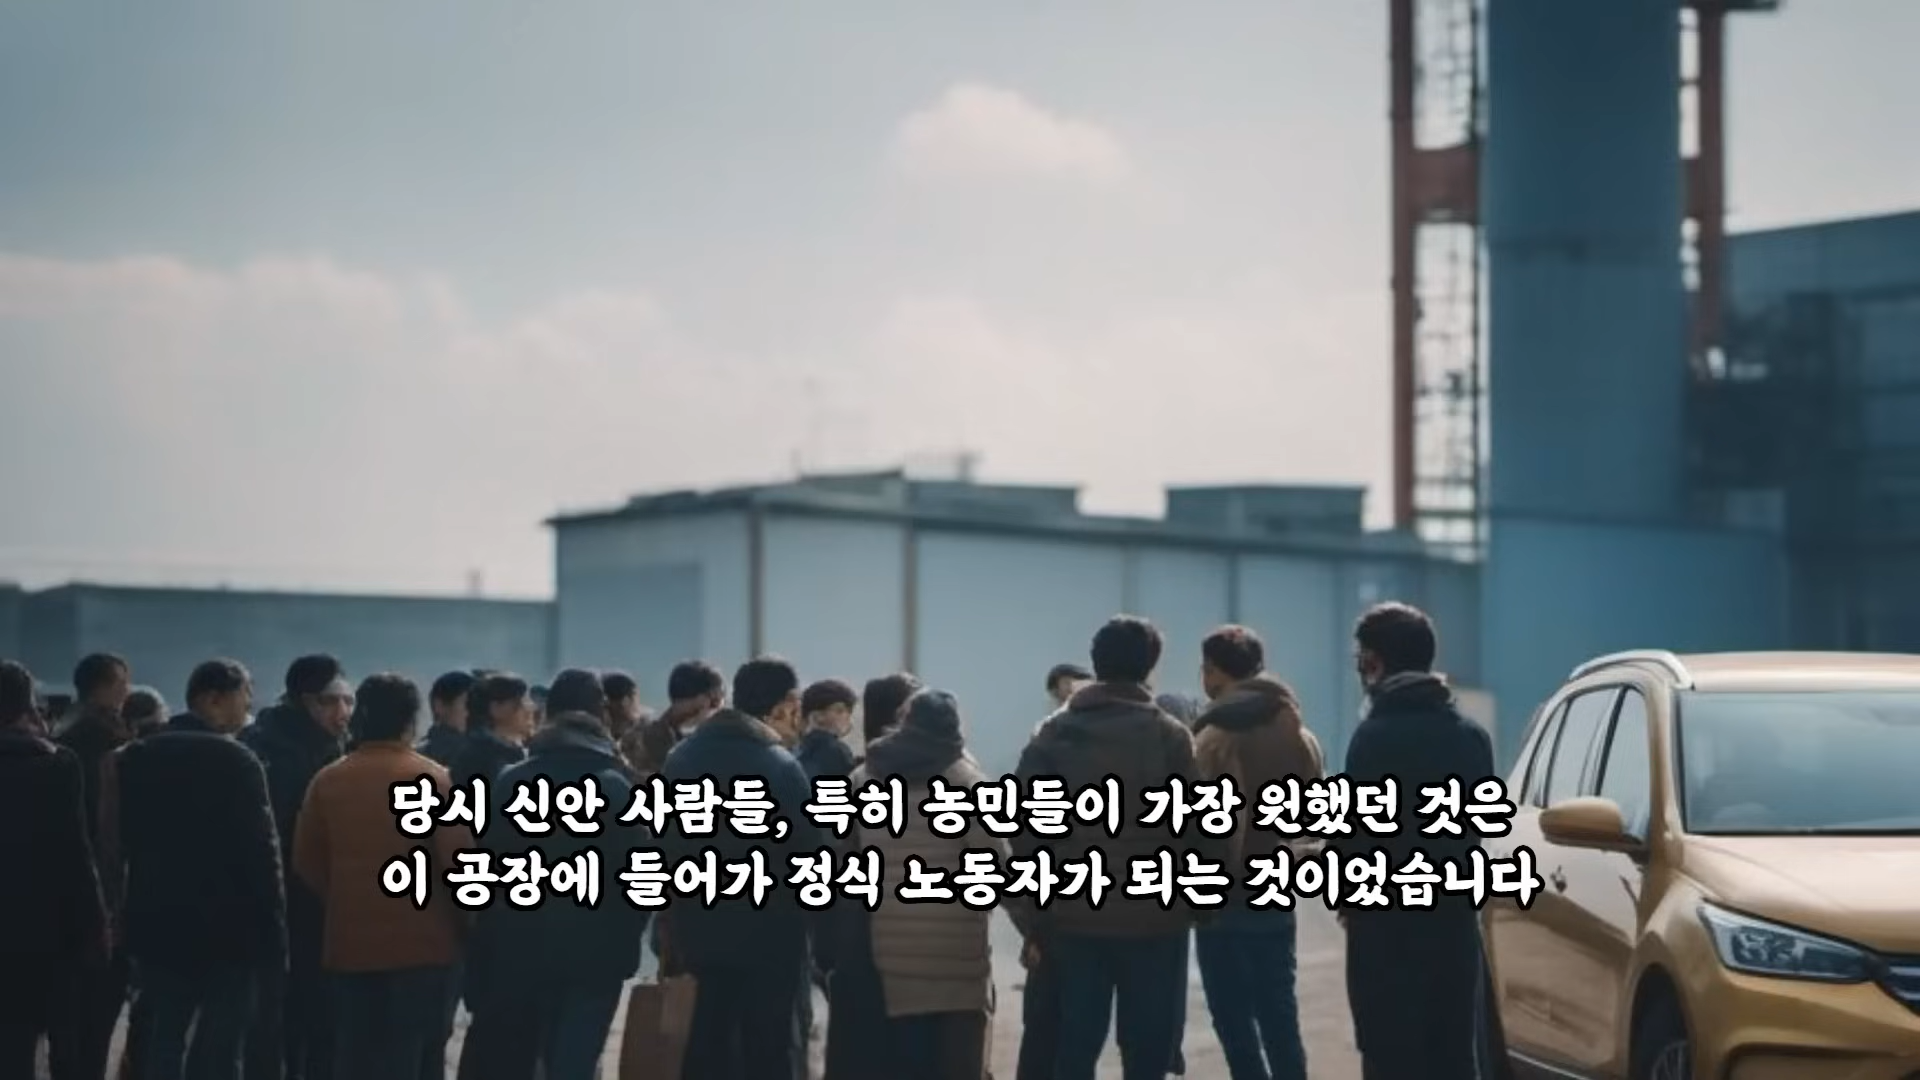 당시 신안 사람들, 특히 농민들이 가장 원했던 것은
이 공장에 들어가 정식 노동자가 되는 것이었습니다